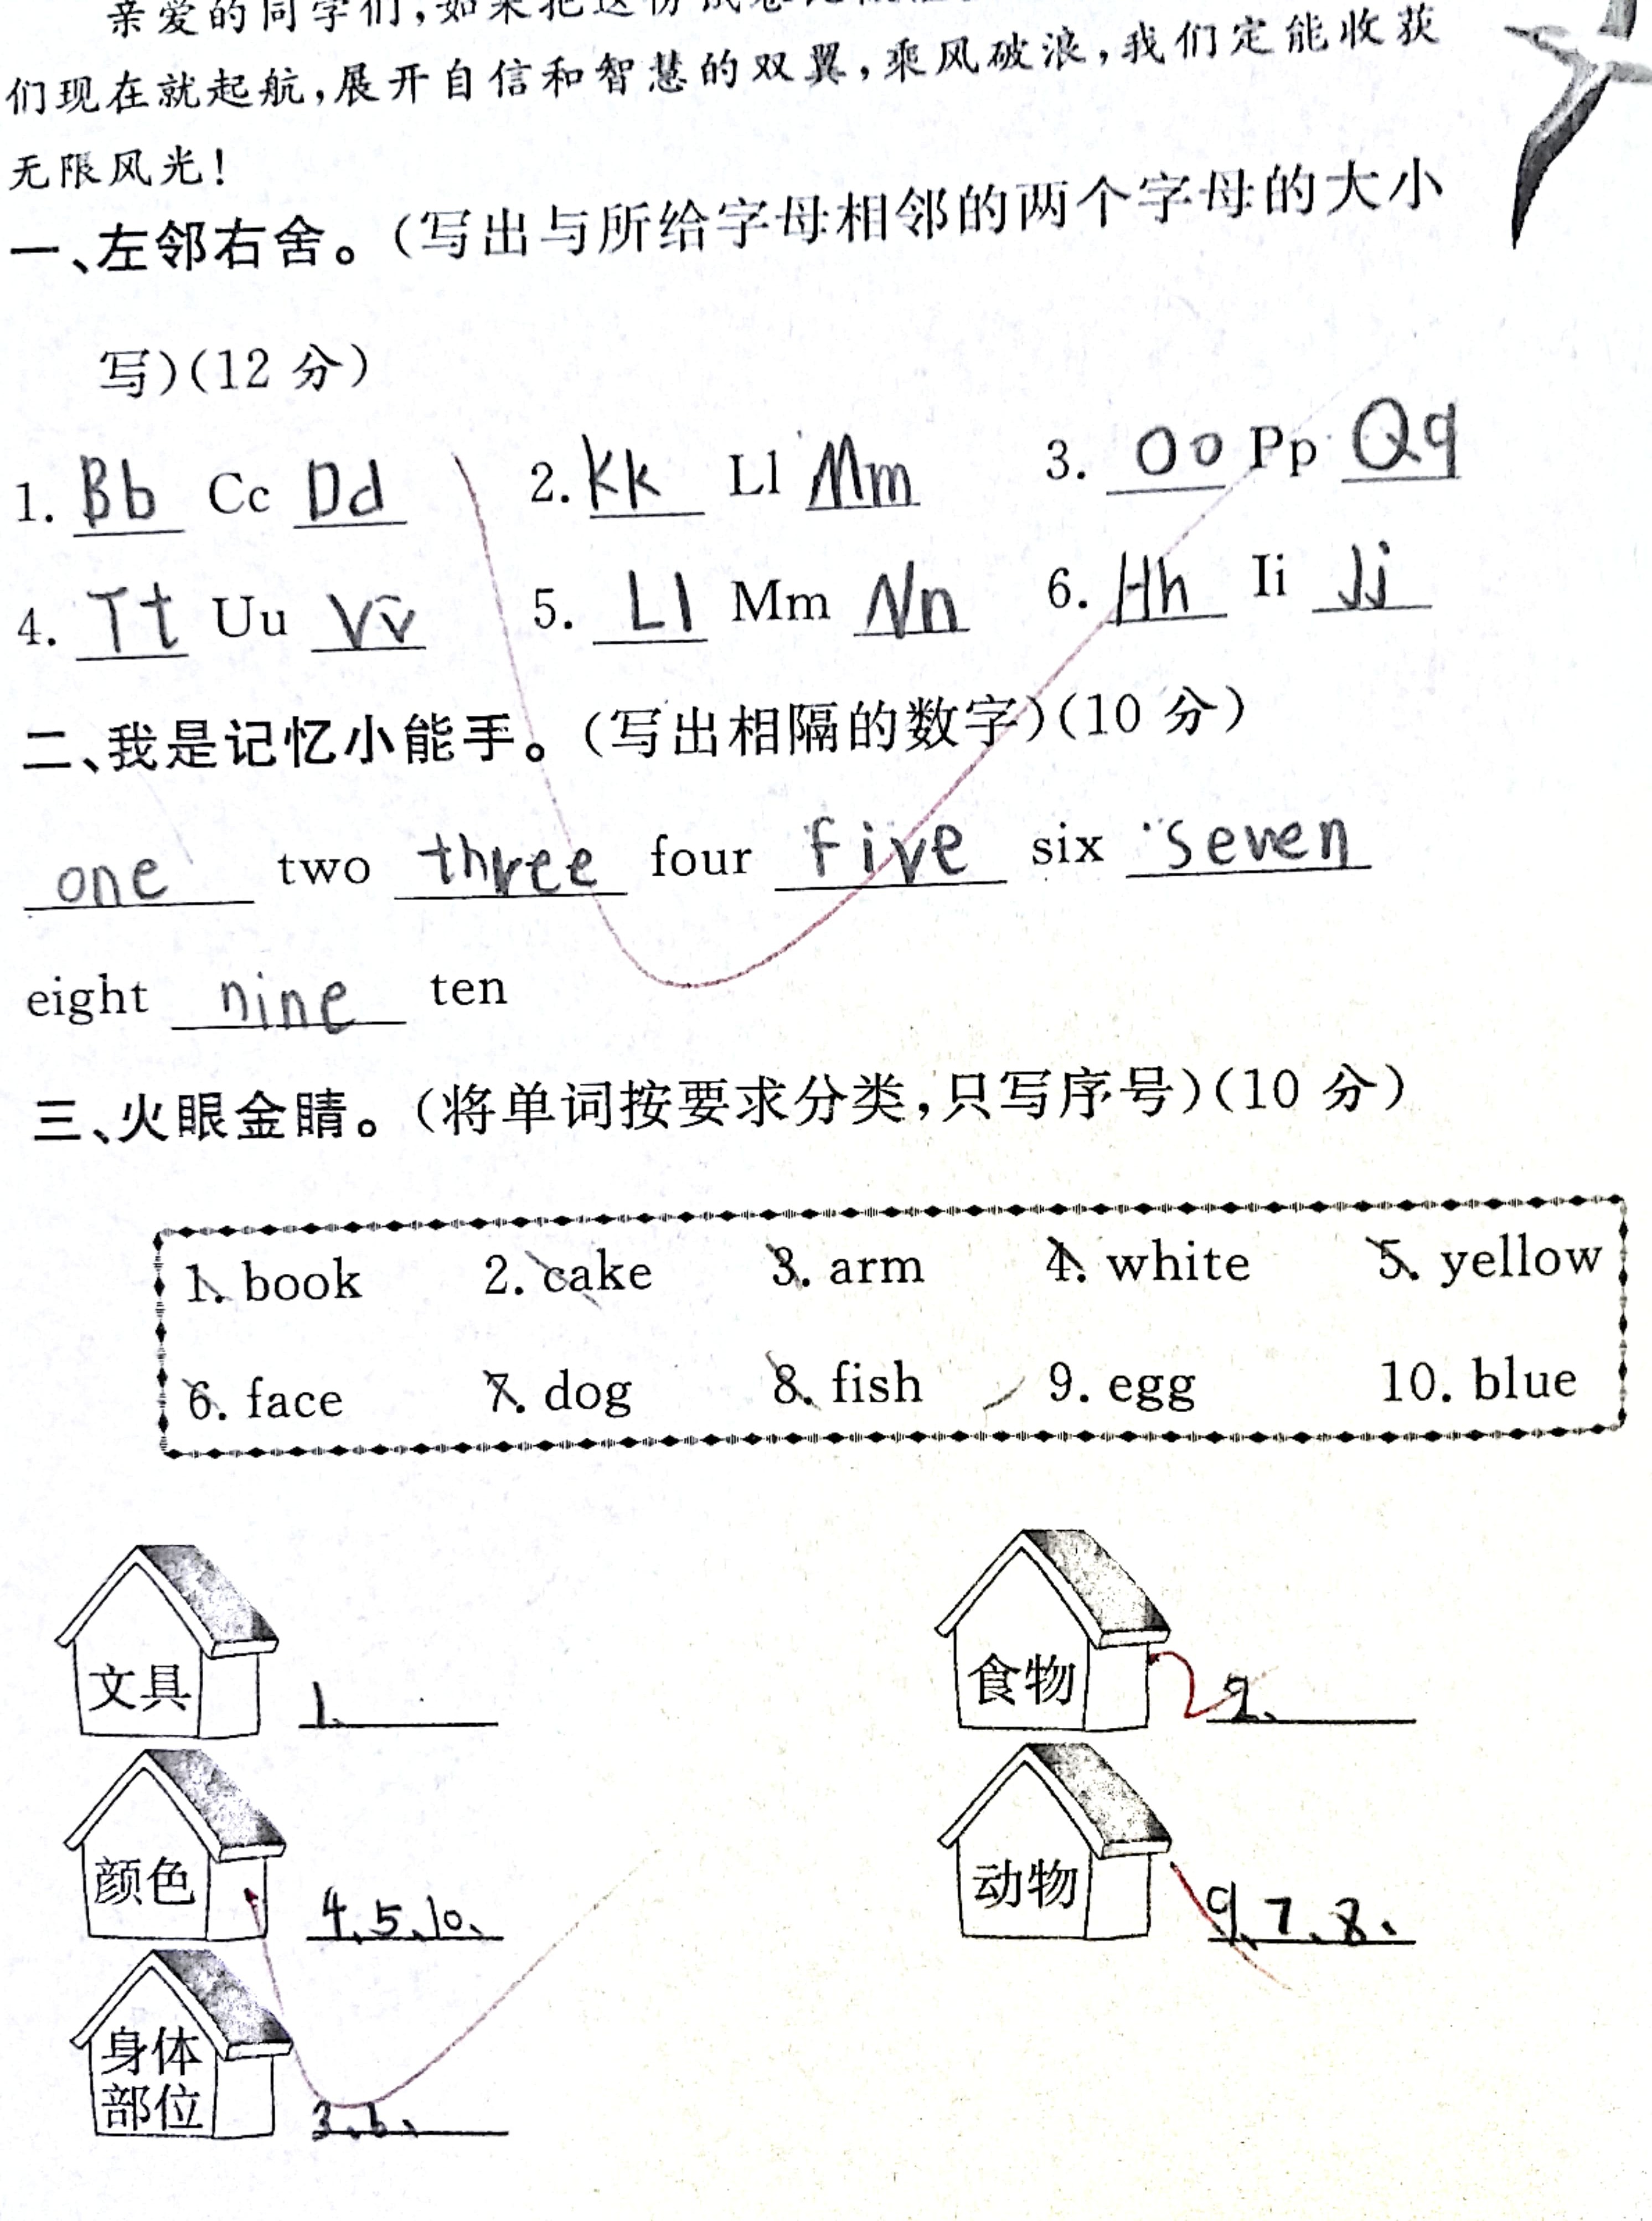 亲爱的同学们,如果把这份试卷
们现在就起航,展开自信和智慧的双翼,乘风破浪,我们定能收获
无限风光!
一、左邻右舍。(写出与所给字母相邻的两个字母的大小
写)(12 分)
1. Bb Cc Dd 2. Kk Ll Mm 3. Oo Pp Qq
4. Tt Uu Vv 5. Ll Mm Nn 6. Hh Ii Jj
二、我是记忆小能手。(写出相隔的数字)(10 分)
one two three four five six seven
eight nine ten
三、火眼金睛。(将单词按要求分类,只写序号)(10 分)
1. book 2. cake 3. arm 4. white 5. yellow
6. face 7. dog 8. fish 9. egg 10. blue
文具 1、 食物 2、
颜色 4、5、10、 动物 9、7、8、
身体
部位 3、6、